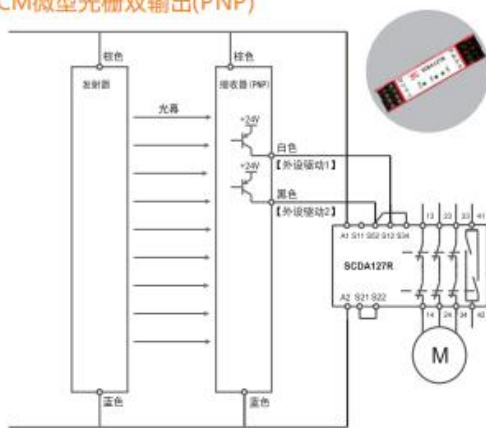 CM微型光栅双输出(PNP)
棕色
棕色
发射器
接收器(PNP)
光幕
+24V
白色
【外设驱动1】
+24V
黑色
【外设驱动2】
13 23 33 41
A1 S11 S52 S12 S34
SCDA127R
A2 S21 S22
14 24 34 42
M
蓝色
蓝色
SCDA127R